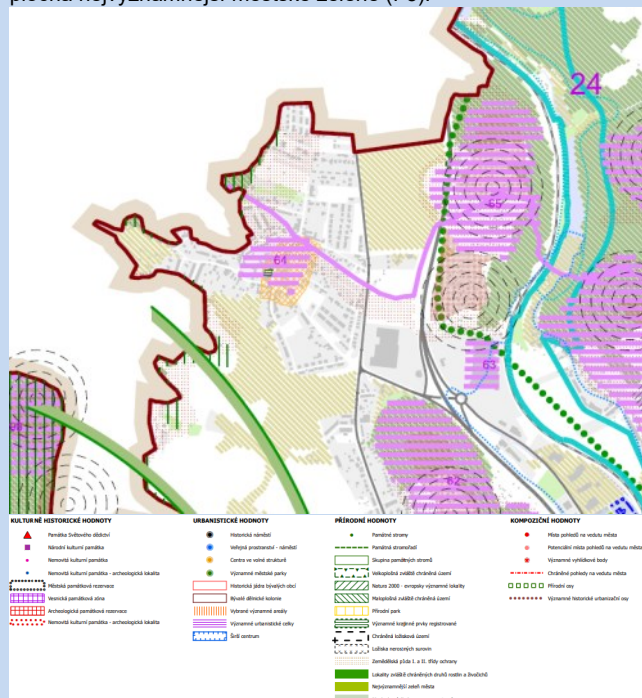 plocha nejvýznamnější městské zeleně (P3).
24
65
64
63
62
KULTURNĚ HISTORICKÉ HODNOTY
Památka Světového dědictví
Národní kulturní památka
Nemovitá kulturní památka
Nemovitá kulturní památka - archeologická lokalita
Městská památková rezervace
Vesnická památková zóna
Archeologická památková rezervace
Nemovitá kulturní památka - archeologická lokalita
URBANISTICKÉ HODNOTY
Historická náměstí
Veřejná prostranství - náměstí
Centra ve volné struktuře
Významné městské parky
Historická jádra bývalých obcí
Bývalé dělnické kolonie
Vybrané významné areály
Významné urbanistické celky
Širší centrum
PŘÍRODNÍ HODNOTY
Památné stromy
Památné stromořadí
Skupina památných stromů
Velkoplošná zvláště chráněná území
Natura 2000 - evropsky významné lokality
Maloplošná zvláště chráněná území
Přírodní park
Významné krajinné prvky registrované
Chráněná ložisková území
Ložiska nerostných surovin
Zemědělská půda I. a II. třídy ochrany
Lokality zvláště chráněných druhů rostlin a živočichů
Nejvýznamnější zeleň města
KOMPOZIČNÍ HODNOTY
Místa pohledů na vedutu města
Potenciální místa pohledů na vedutu města
Významné vyhlídkové body
Chráněné pohledy na vedutu města
Přírodní osy
Významné historické urbanizační osy